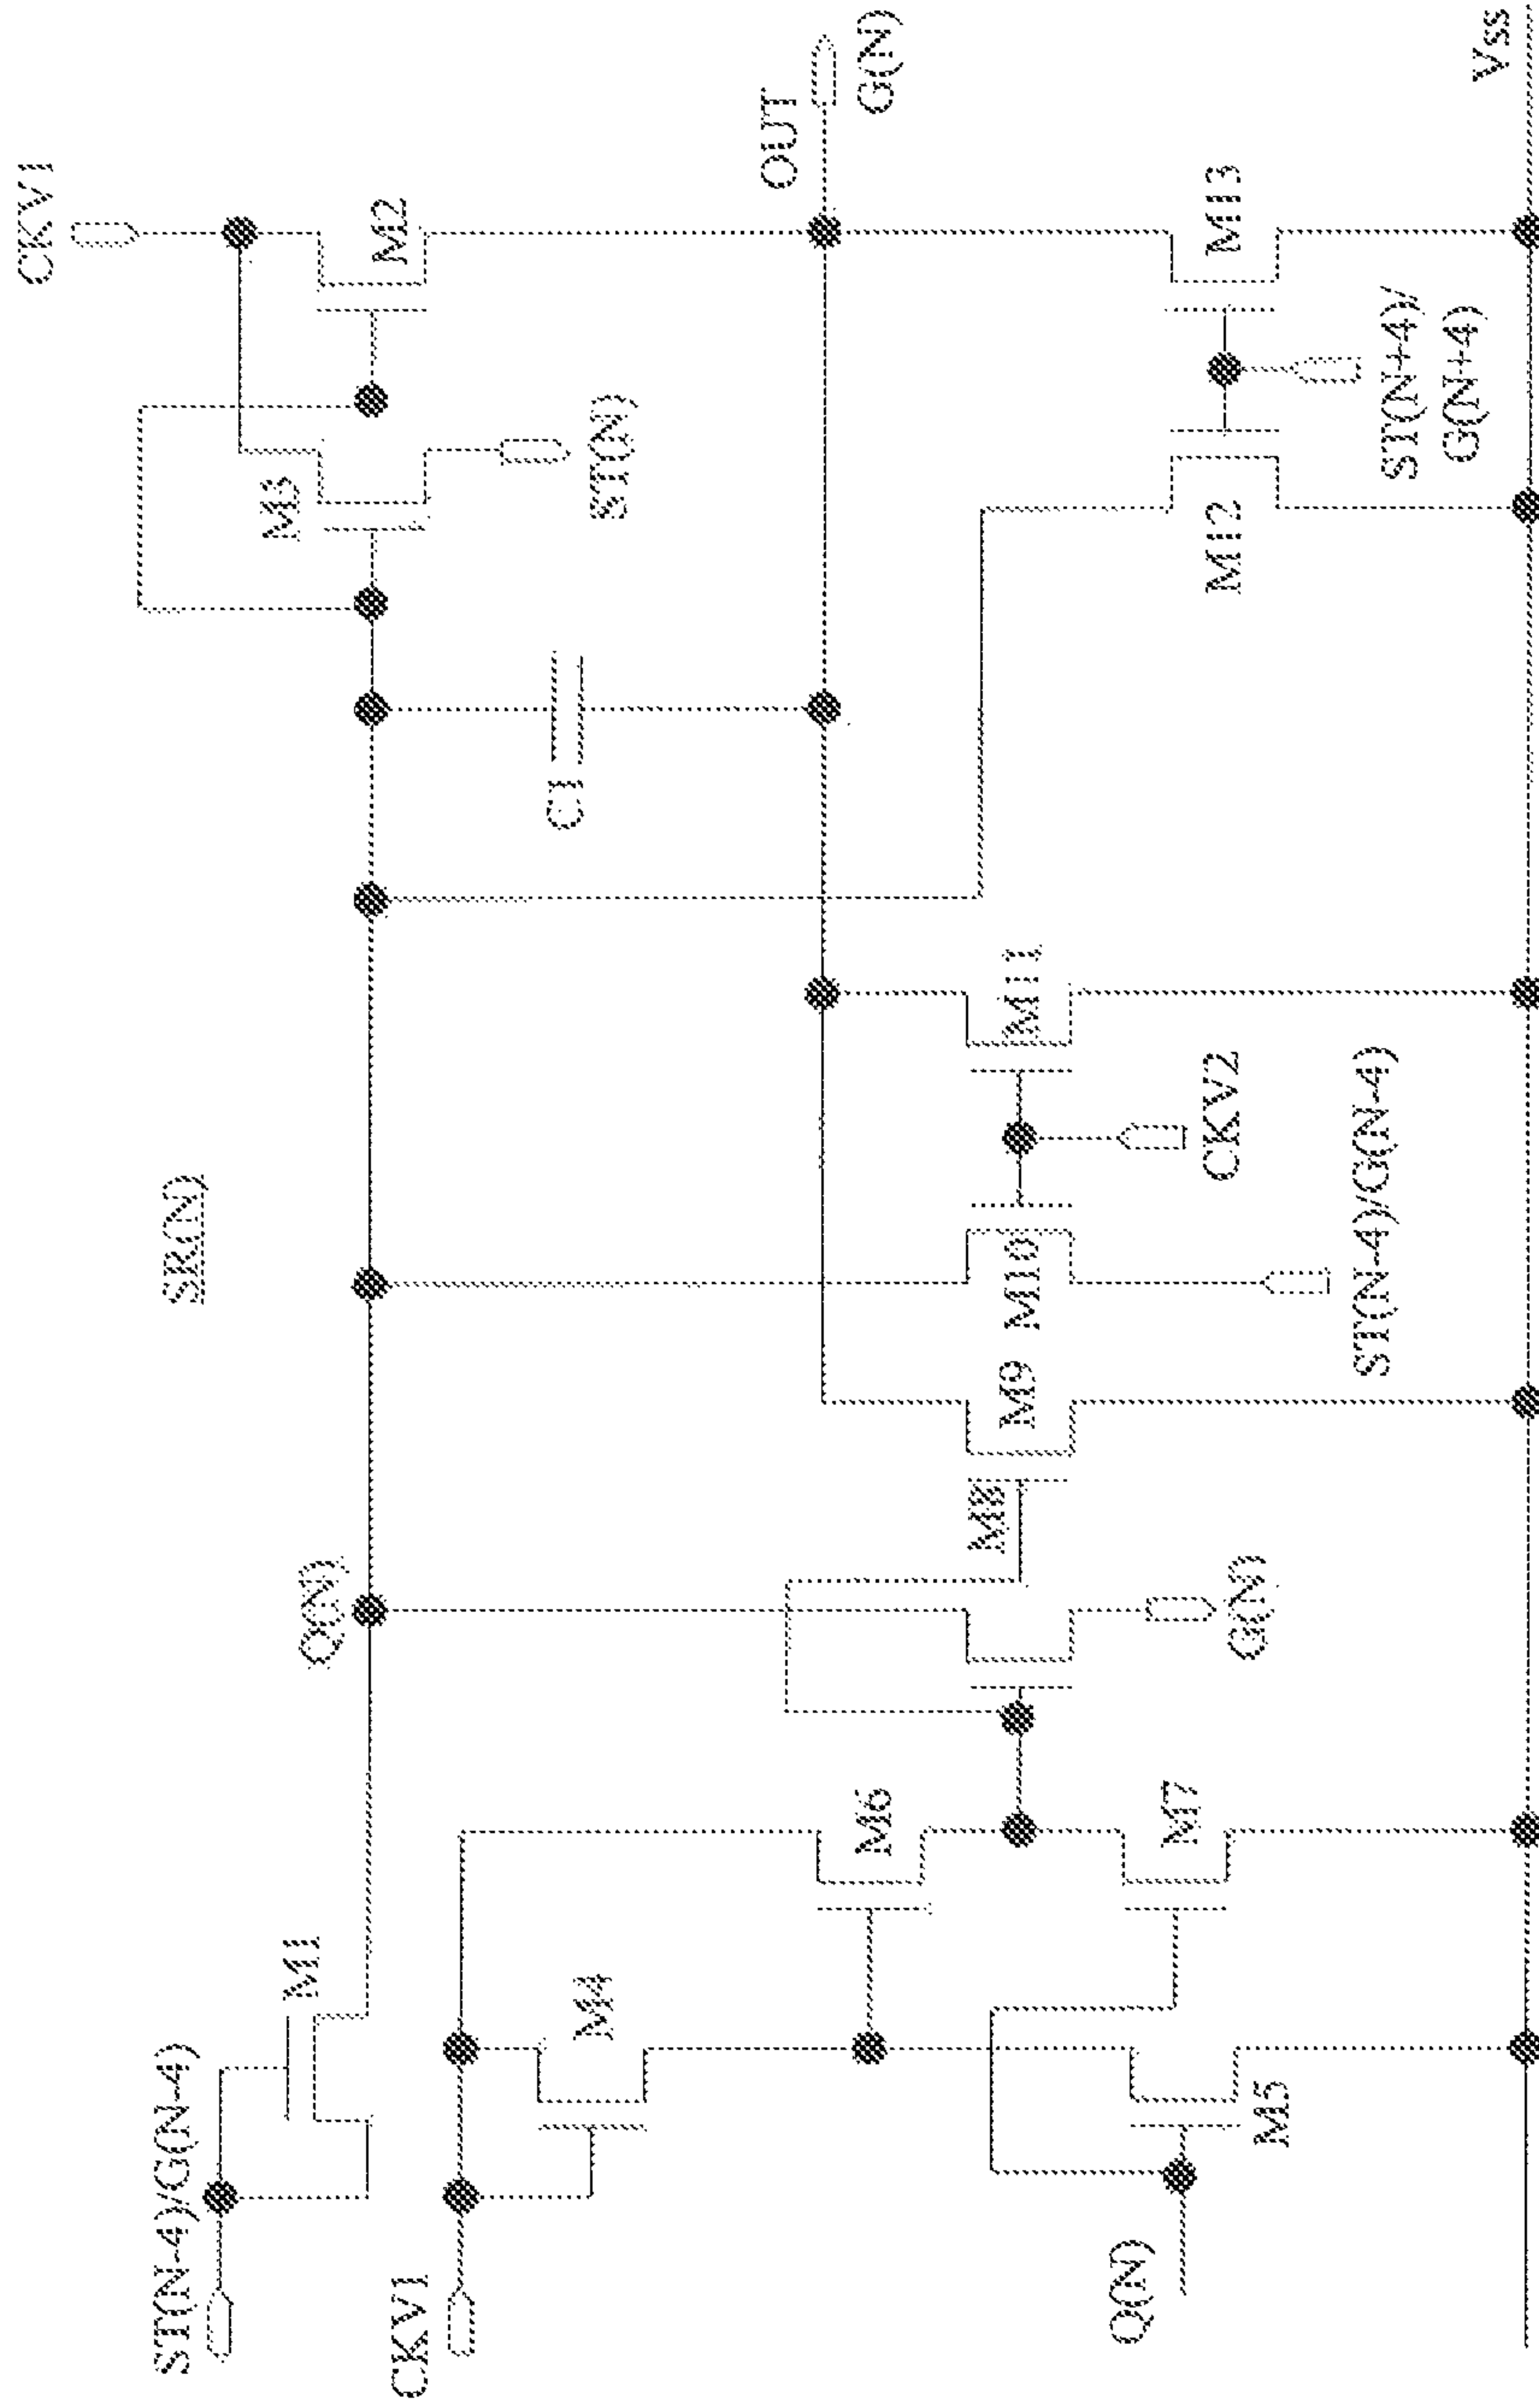 SR(N)
ST(N-4)/G(N-4)
M1
Q(N)
CKV1
M3
M2
CKV1
ST(N)
C1
OUT
G(N)
M4
M6
M8
M9
M10
M11
CKV2
G(N)
ST(N-4)/G(N-4)
Q(N)
M5
M7
M12
M13
ST(N+4)/
G(N+4)
Vss